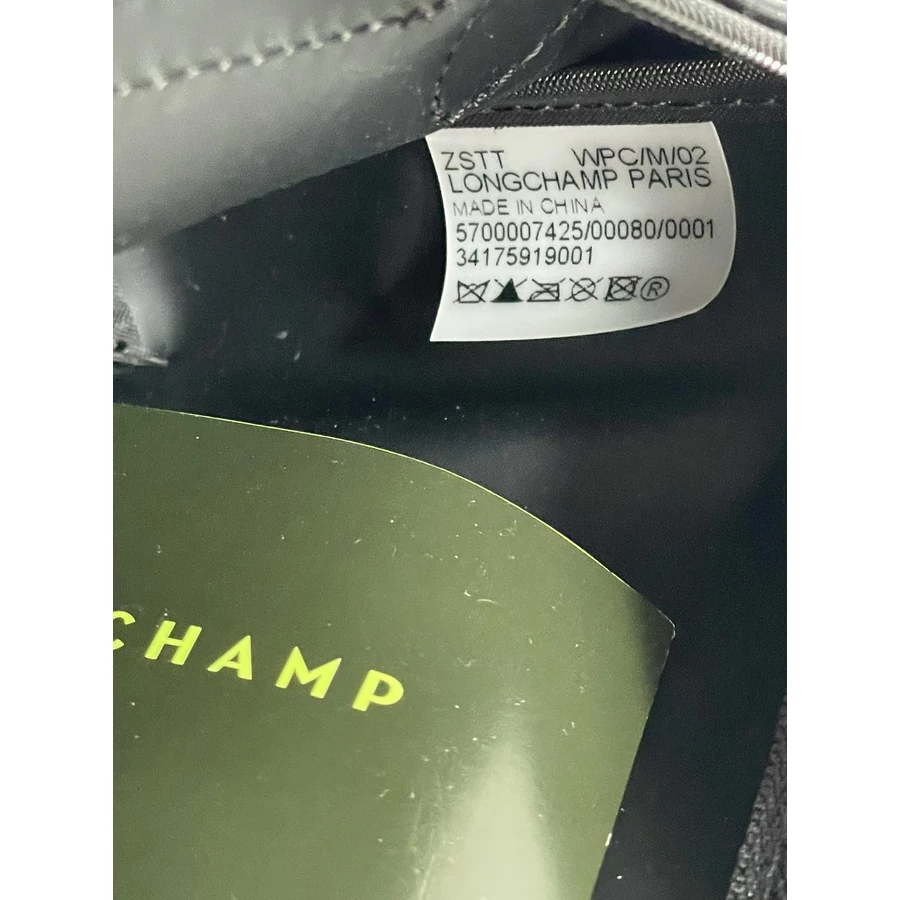 ZSTT WPC/M/02
LONGCHAMP PARIS
MADE IN CHINA
5700007425/00080/0001
34175919001
Ⓡ
CHAMP